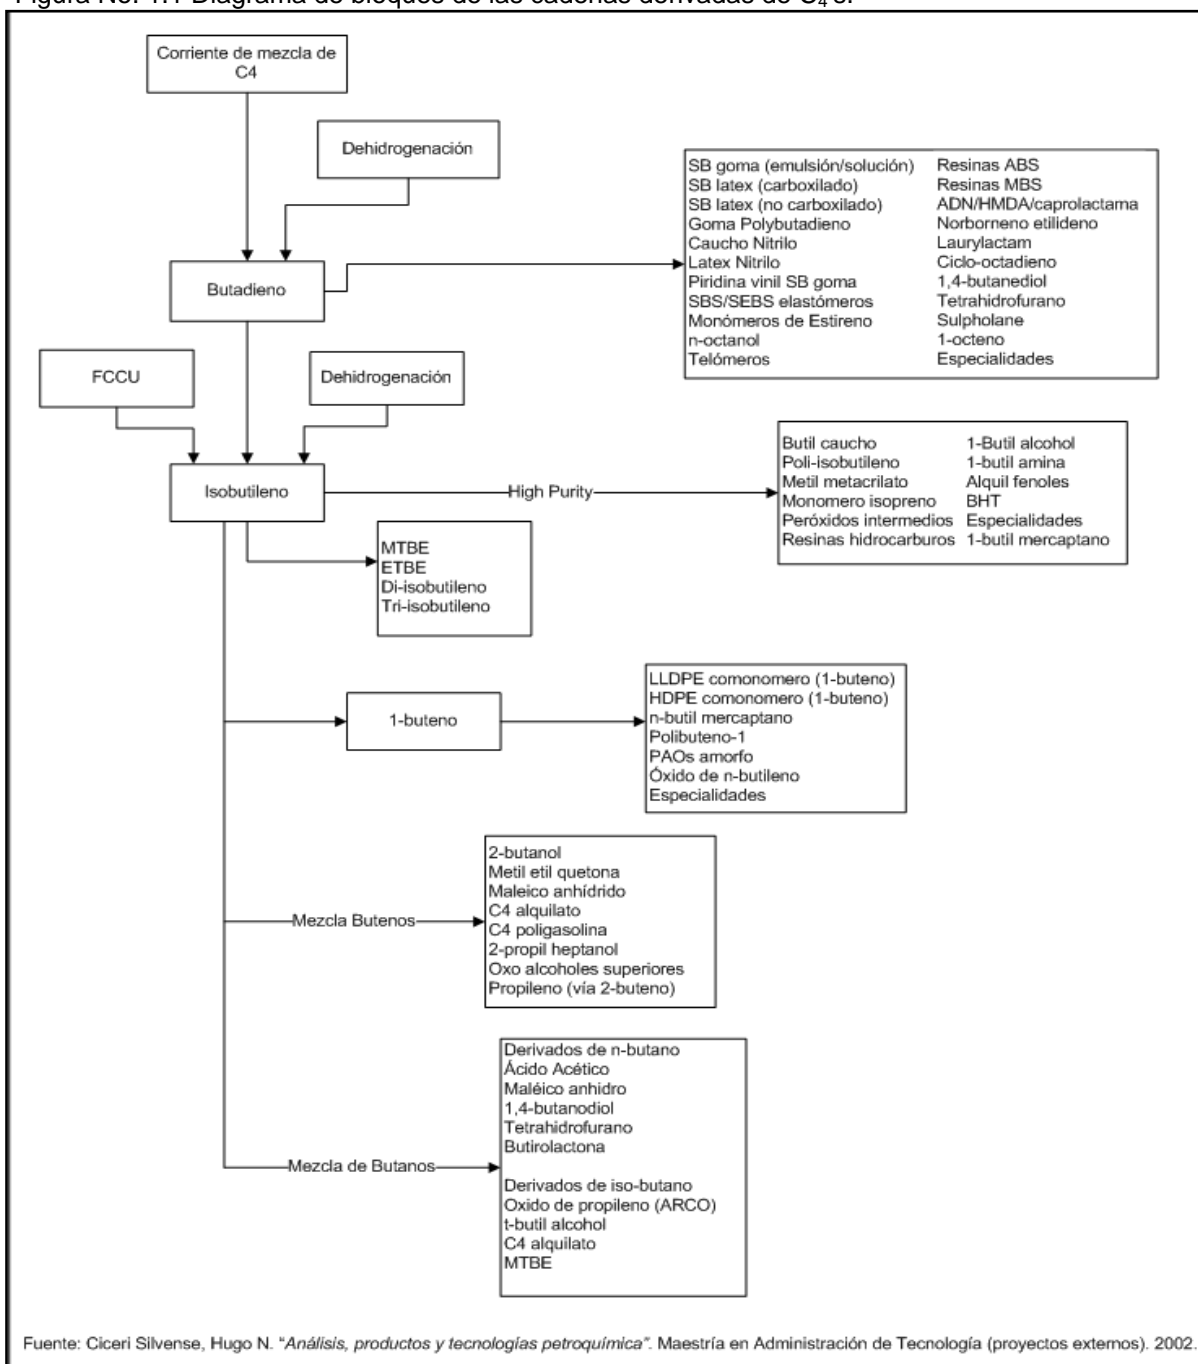 Figura No. 1.1 Diagrama de bloques de las cadenas derivadas de C4's.
Corriente de mezcla de
C4
Dehidrogenación
Butadieno
SB goma (emulsión/solución)
SB latex (carboxilado)
SB latex (no carboxilado)
Goma Polybutadieno
Caucho Nitrilo
Latex Nitrilo
Piridina vinil SB goma
SBS/SEBS elastómeros
Monómeros de Estireno
n-octanol
Telómeros
Resinas ABS
Resinas MBS
ADN/HMDA/caprolactama
Norborneno etilideno
Laurylactam
Ciclo-octadieno
1,4-butanediol
Tetrahidrofurano
Sulpholane
1-octeno
Especialidades
FCCU
Dehidrogenación
Isobutileno
High Purity
Butil caucho
Poli-isobutileno
Metil metacrilato
Monomero isopreno
Peróxidos intermedios
Resinas hidrocarburos
1-Butil alcohol
1-butil amina
Alquil fenoles
BHT
Especialidades
1-butil mercaptano
MTBE
ETBE
Di-isobutileno
Tri-isobutileno
1-buteno
LLDPE comonomero (1-buteno)
HDPE comonomero (1-buteno)
n-butil mercaptano
Polibuteno-1
PAOs amorfo
Óxido de n-butileno
Especialidades
Mezcla Butenos
2-butanol
Metil etil quetona
Maleico anhídrido
C4 alquilato
C4 poligasolina
2-propil heptanol
Oxo alcoholes superiores
Propileno (vía 2-buteno)
Mezcla de Butanos
Derivados de n-butano
Ácido Acético
Maléico anhidro
1,4-butanodiol
Tetrahidrofurano
Butirolactona
Derivados de iso-butano
Oxido de propileno (ARCO)
t-butil alcohol
C4 alquilato
MTBE
Fuente: Ciceri Silvense, Hugo N. "Análisis, productos y tecnologías petroquímica". Maestría en Administración de Tecnología (proyectos externos). 2002.